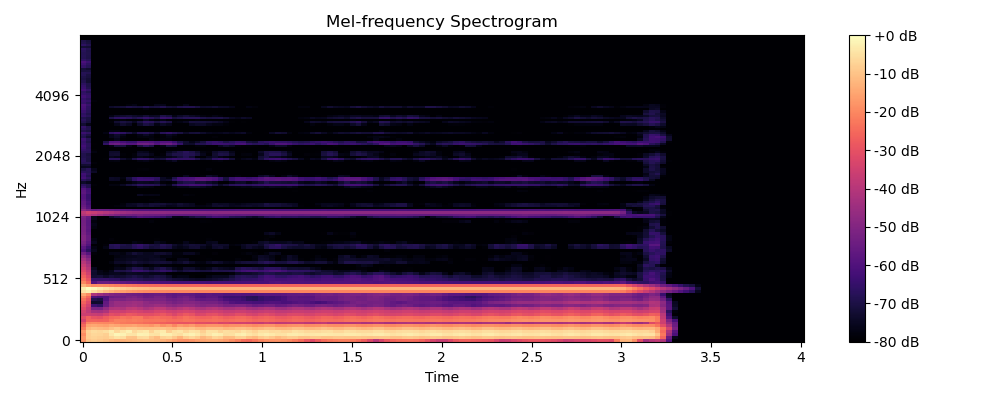 Mel-frequency Spectrogram
+0 dB
4096
-10 dB
-20 dB
2048
-30 dB
Hz
-40 dB
1024
-50 dB
512
-60 dB
-70 dB
0
-80 dB
0 0.5 1 1.5 2 2.5 3 3.5 4
Time